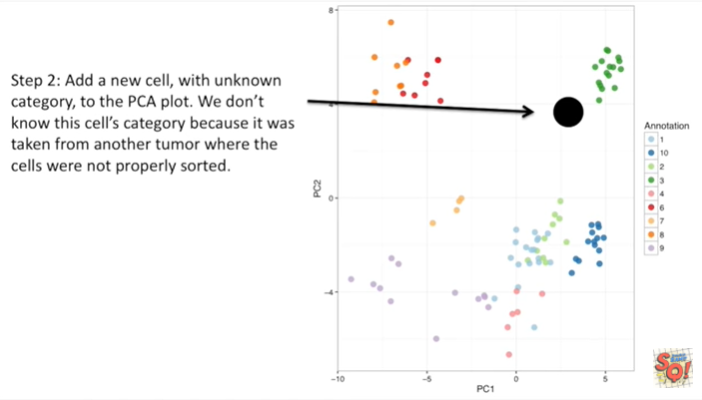 Step 2: Add a new cell, with unknown
category, to the PCA plot. We don't
know this cell's category because it was
taken from another tumor where the
cells were not properly sorted.
8
4
0
-4
PC2
-10
-5
0
5
PC1
Annotation
1
10
2
3
4
6
7
8
9
SQ!